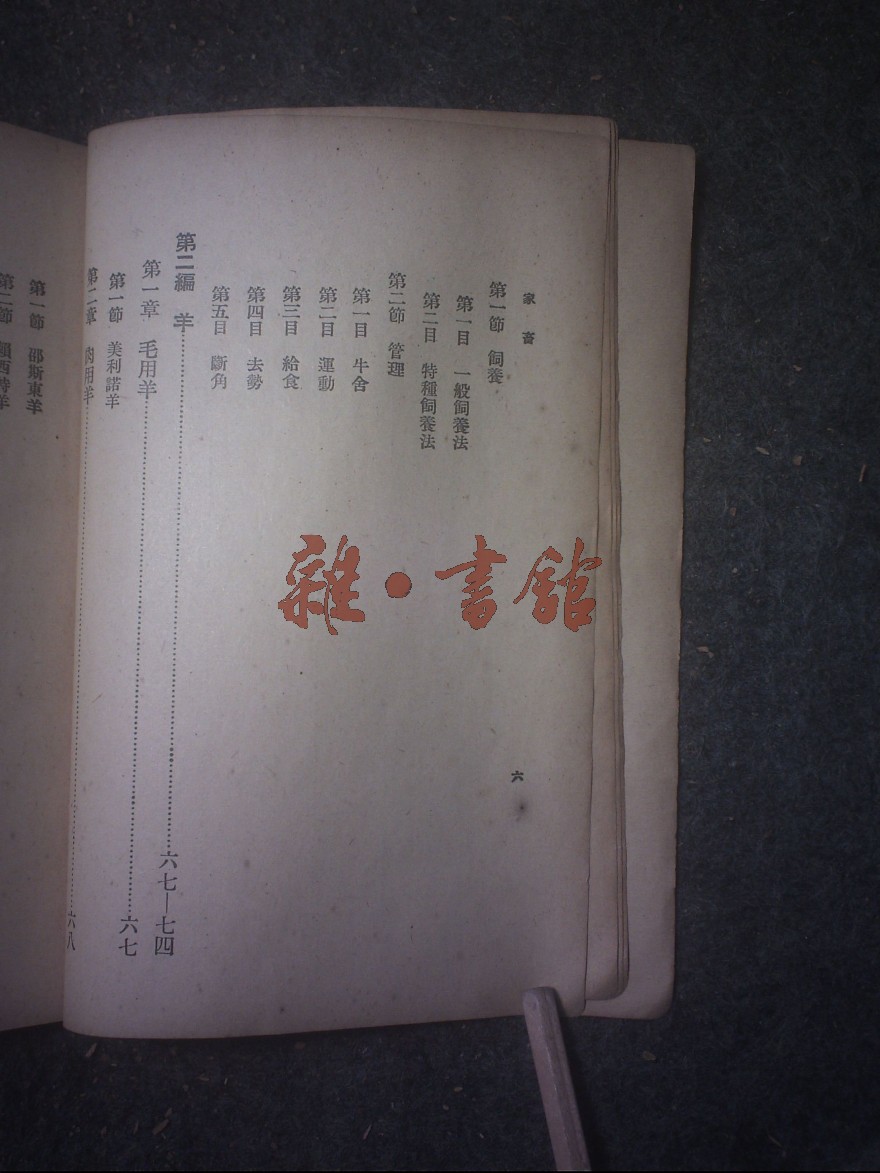 家畜
六
第一節 飼養
第一目 一般飼養法
第二目 特種飼養法
第二節 管理
第一目 牛舍
第二目 運動
第三目 給食
第四目 去勢
第五目 斷角
第二編 羊……六七—七四
第一章 毛用羊……六七
第一節 美利諾羊
第二章 肉用羊……六八
第一節 邵斯東羊
第二節
雜・書館